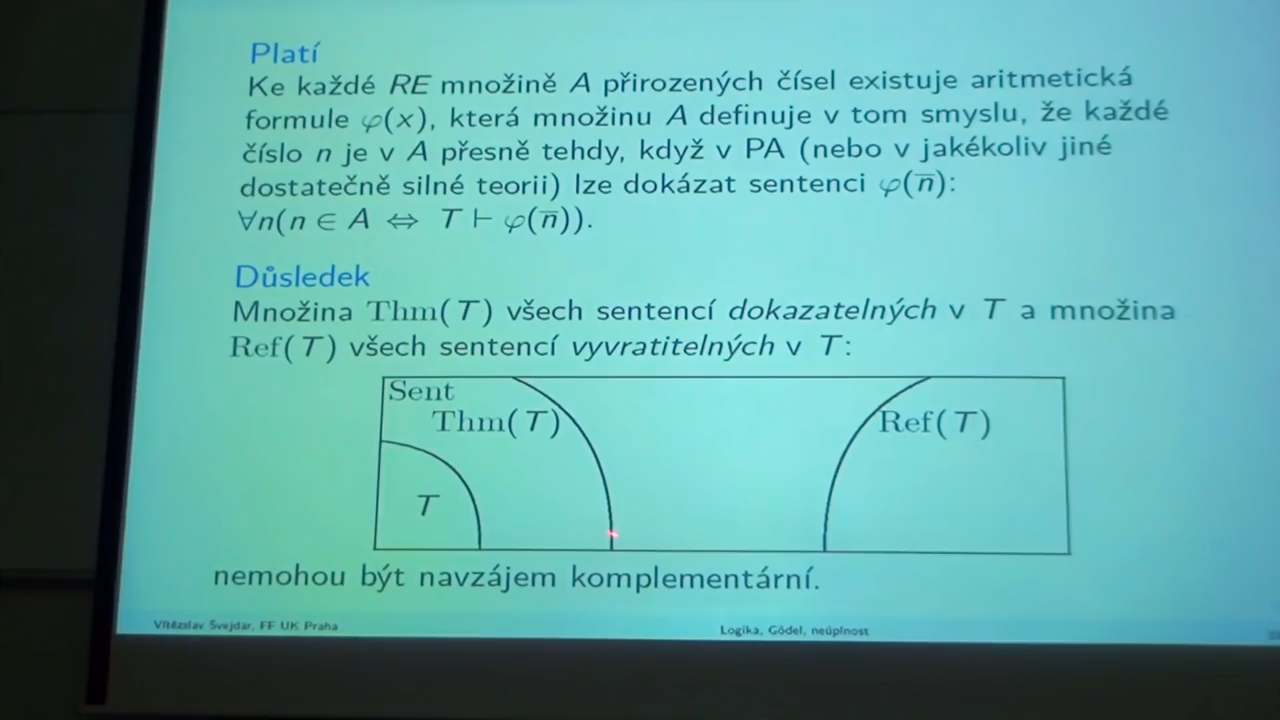 Platí
Ke každé RE množině A přirozených čísel existuje aritmetická
formule φ(x), která množinu A definuje v tom smyslu, že každé
číslo n je v A přesně tehdy, když v PA (nebo v jakékoliv jiné
dostatečně silné teorii) lze dokázat sentenci φ(n̅):
∀n(n ∈ A ⇔ T ⊢ φ(n̅)).
Důsledek
Množina Thm(T) všech sentencí dokazatelných v T a množina
Ref(T) všech sentencí vyvratitelných v T:
Sent
Thm(T)
Ref(T)
T
nemohou být navzájem komplementární.
Vítězslav Švejdar, FF UK Praha
Logika, Gödel, neúplnost